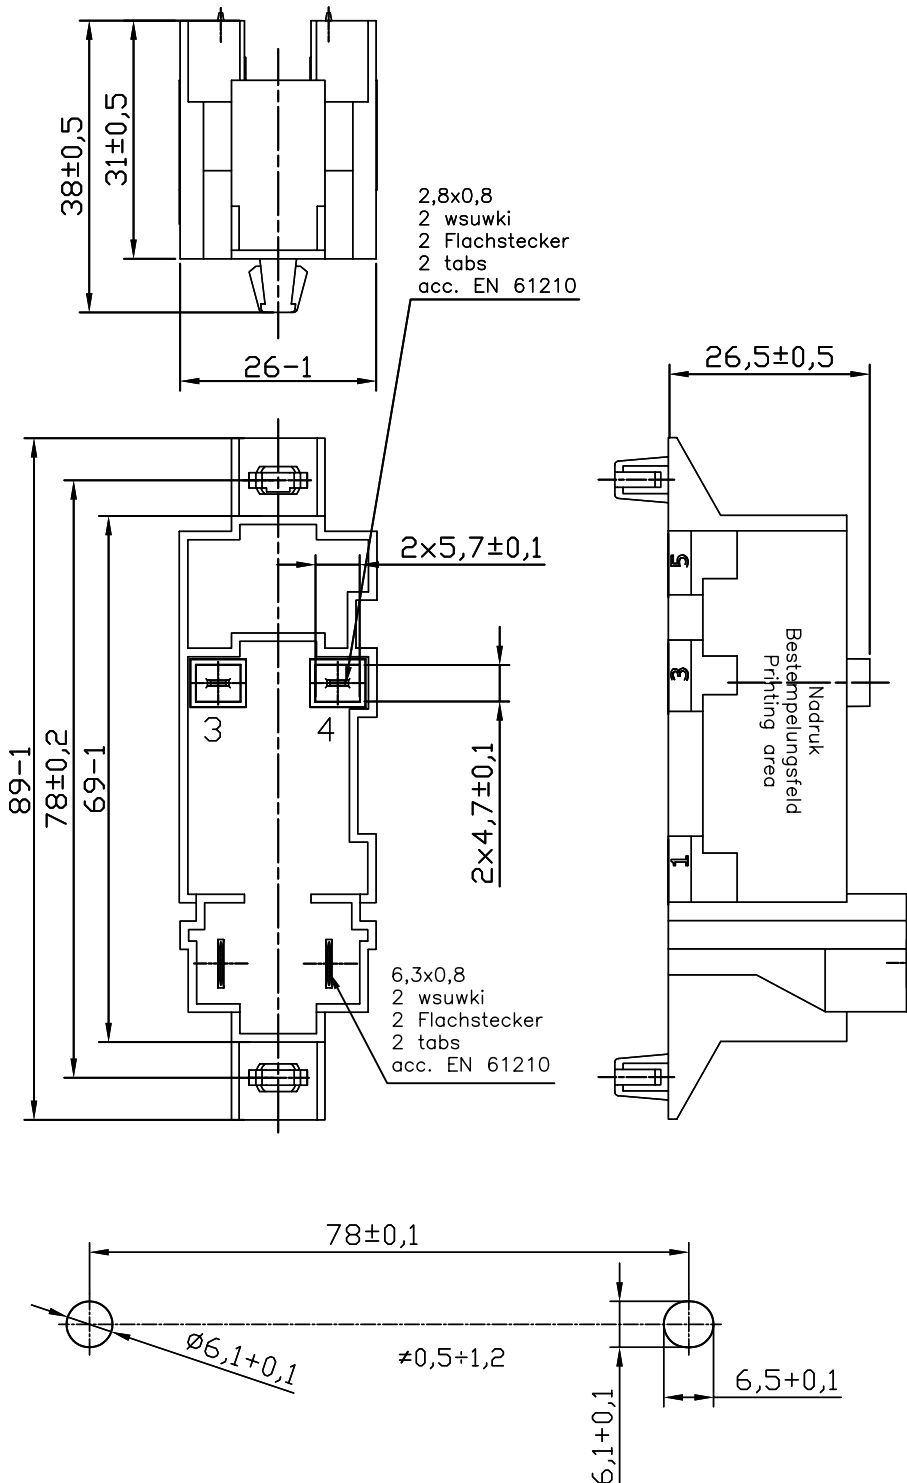 38±0,5
31±0,5
2,8x0,8
2 wsuwki
2 Flachstecker
2 tabs
acc. EN 61210
26-1
26,5±0,5
2x5,7±0,1
5
3
1
Nadruk
Bestempelungsfeld
Printing area
3
4
89-1
78±0,2
69-1
2x4,7±0,1
6,3x0,8
2 wsuwki
2 Flachstecker
2 tabs
acc. EN 61210
78±0,1
ø6,1+0,1
≠0,5÷1,2
6,1+0,1
6,5+0,1